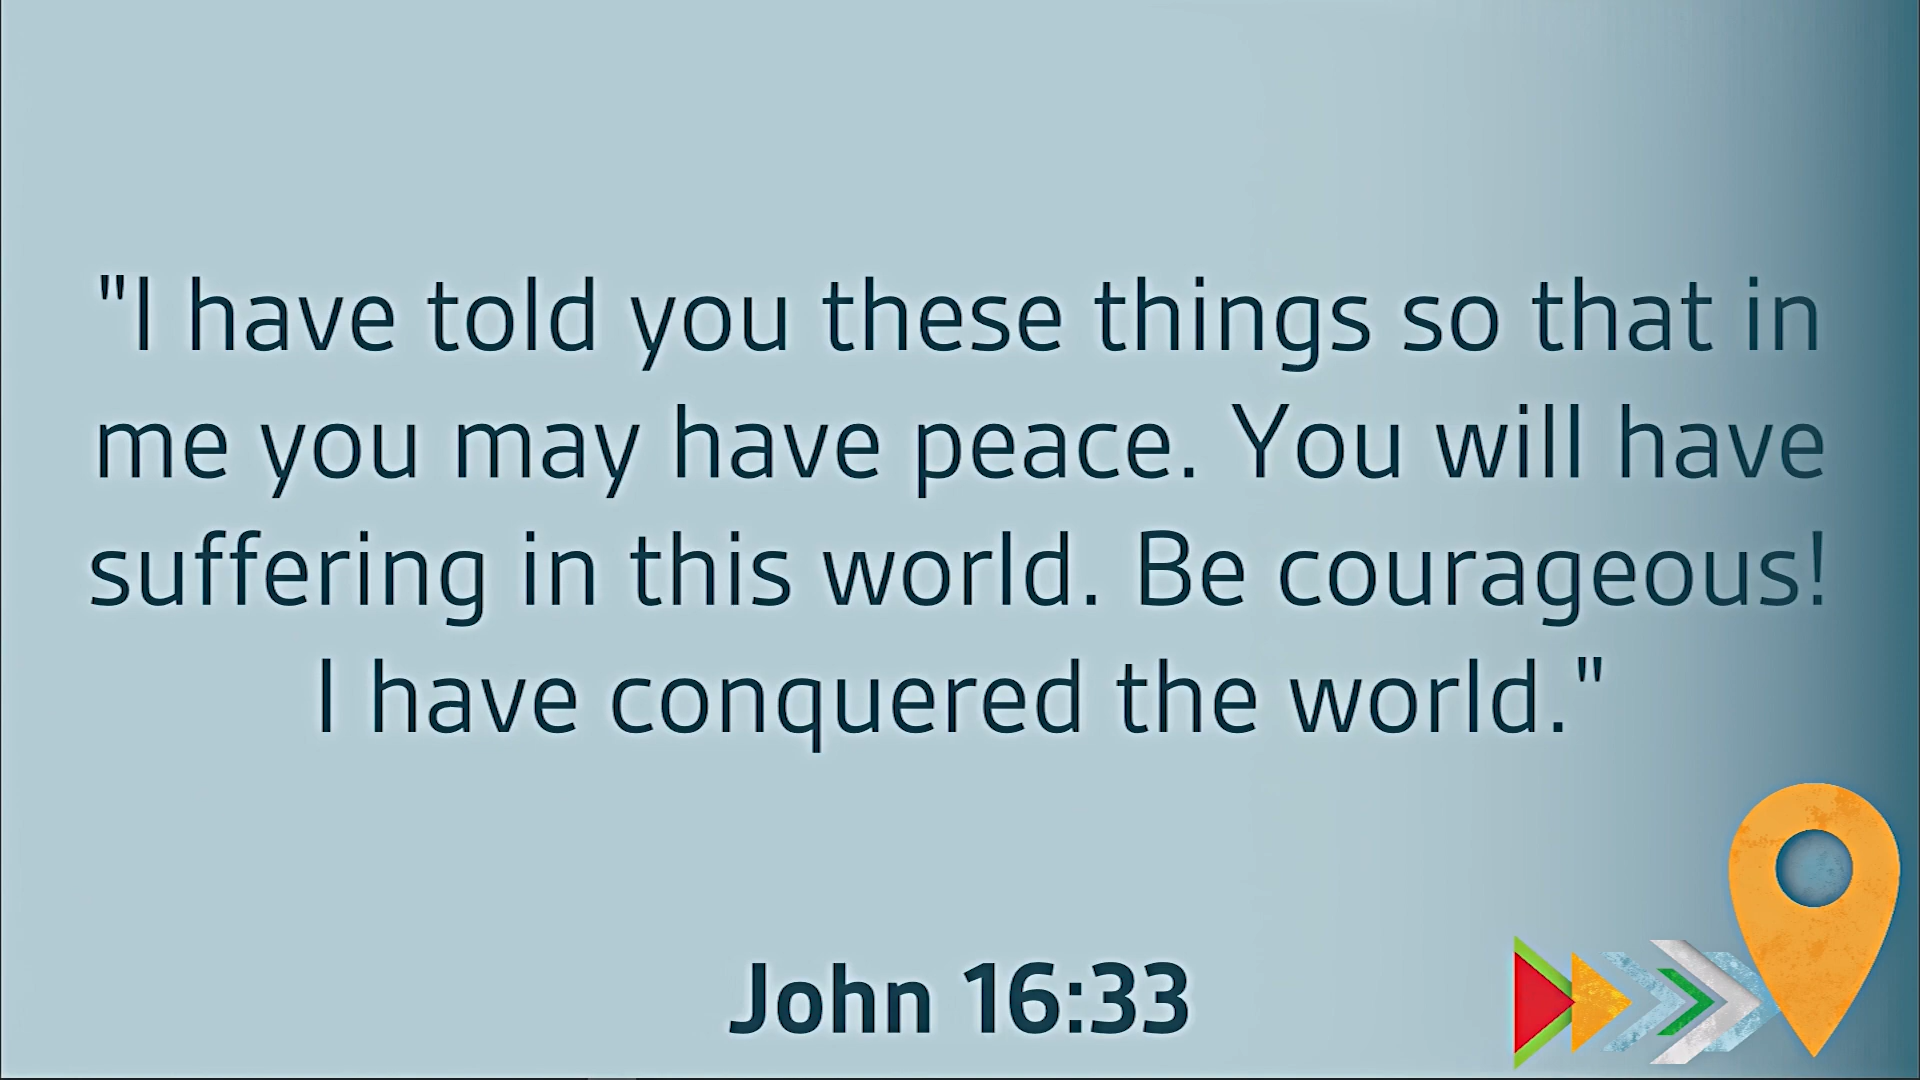 "I have told you these things so that in
me you may have peace. You will have
suffering in this world. Be courageous!
I have conquered the world."
John 16:33